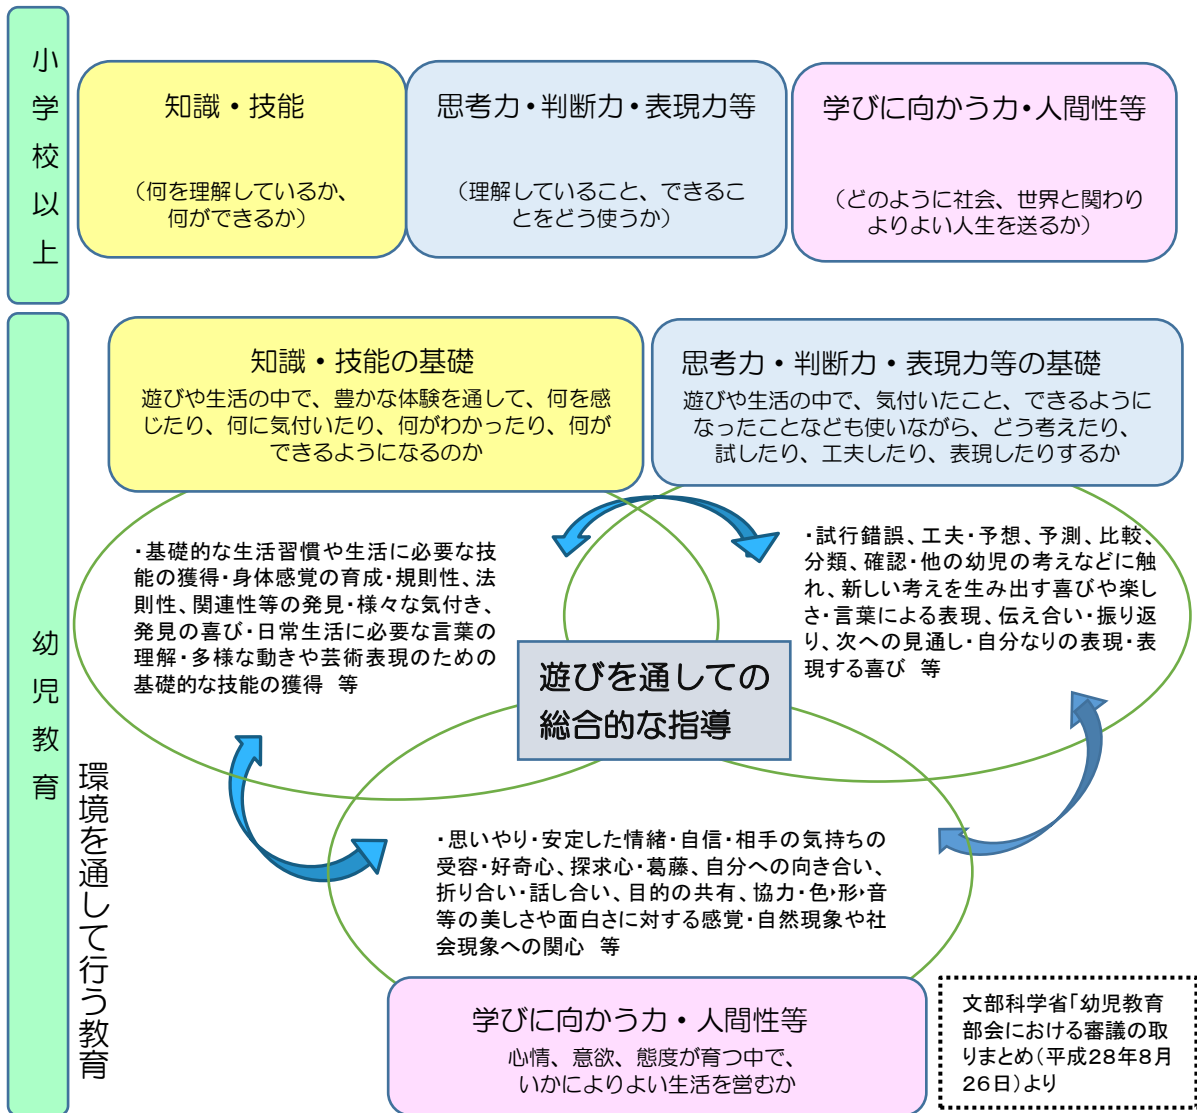 小学校以上
知識・技能
（何を理解しているか、
何ができるか）
思考力・判断力・表現力等
（理解していること、できるこ
とをどう使うか）
学びに向かう力・人間性等
（どのように社会、世界と関わり
よりよい人生を送るか）
幼児教育
環境を通して行う教育
知識・技能の基礎
遊びや生活の中で、豊かな体験を通して、何を感
じたり、何に気付いたり、何がわかったり、何が
できるようになるのか
思考力・判断力・表現力等の基礎
遊びや生活の中で、気付いたこと、できるように
なったことなども使いながら、どう考えたり、
試したり、工夫したり、表現したりするか
・基礎的な生活習慣や生活に必要な技
能の獲得・身体感覚の育成・規則性、法
則性、関連性等の発見・様々な気付き、
発見の喜び・日常生活に必要な言葉の
理解・多様な動きや芸術表現のための
基礎的な技能の獲得　等
・試行錯誤、工夫・予想、予測、比較、
分類、確認・他の幼児の考えなどに触
れ、新しい考えを生み出す喜びや楽し
さ・言葉による表現、伝え合い・振り返
り、次への見通し・自分なりの表現・表
現する喜び　等
遊びを通しての
総合的な指導
・思いやり・安定した情緒・自信・相手の気持ちの
受容・好奇心、探求心・葛藤、自分への向き合い、
折り合い・話し合い、目的の共有、協力・色・形・音
等の美しさや面白さに対する感覚・自然現象や社
会現象への関心　等
学びに向かう力・人間性等
心情、意欲、態度が育つ中で、
いかによりよい生活を営むか
文部科学省「幼児教育
部会における審議の取
りまとめ（平成28年8月
26日）より